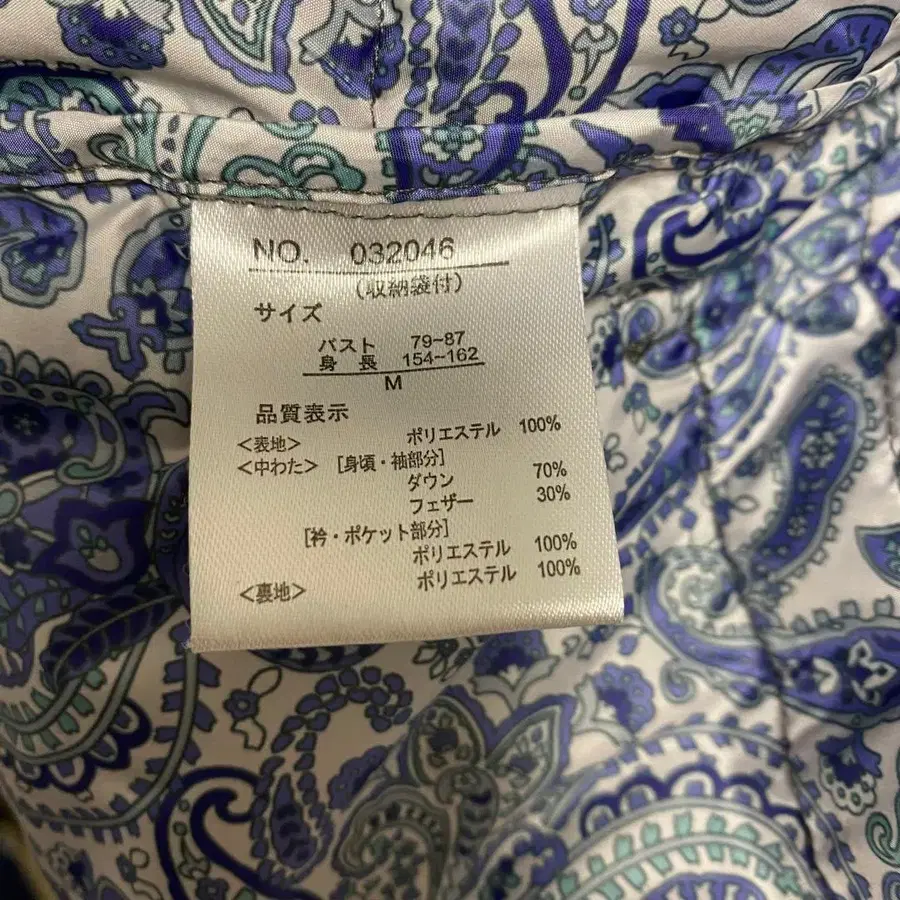 NO. 032046
(収納袋付)
サイズ
バスト 79~87
身長 154~162
M
品質表示
<表地> ポリエステル 100%
<中わた> [身頃・袖部分]
ダウン 70%
フェザー 30%
[衿・ポケット部分]
ポリエステル 100%
<裏地> ポリエステル 100%